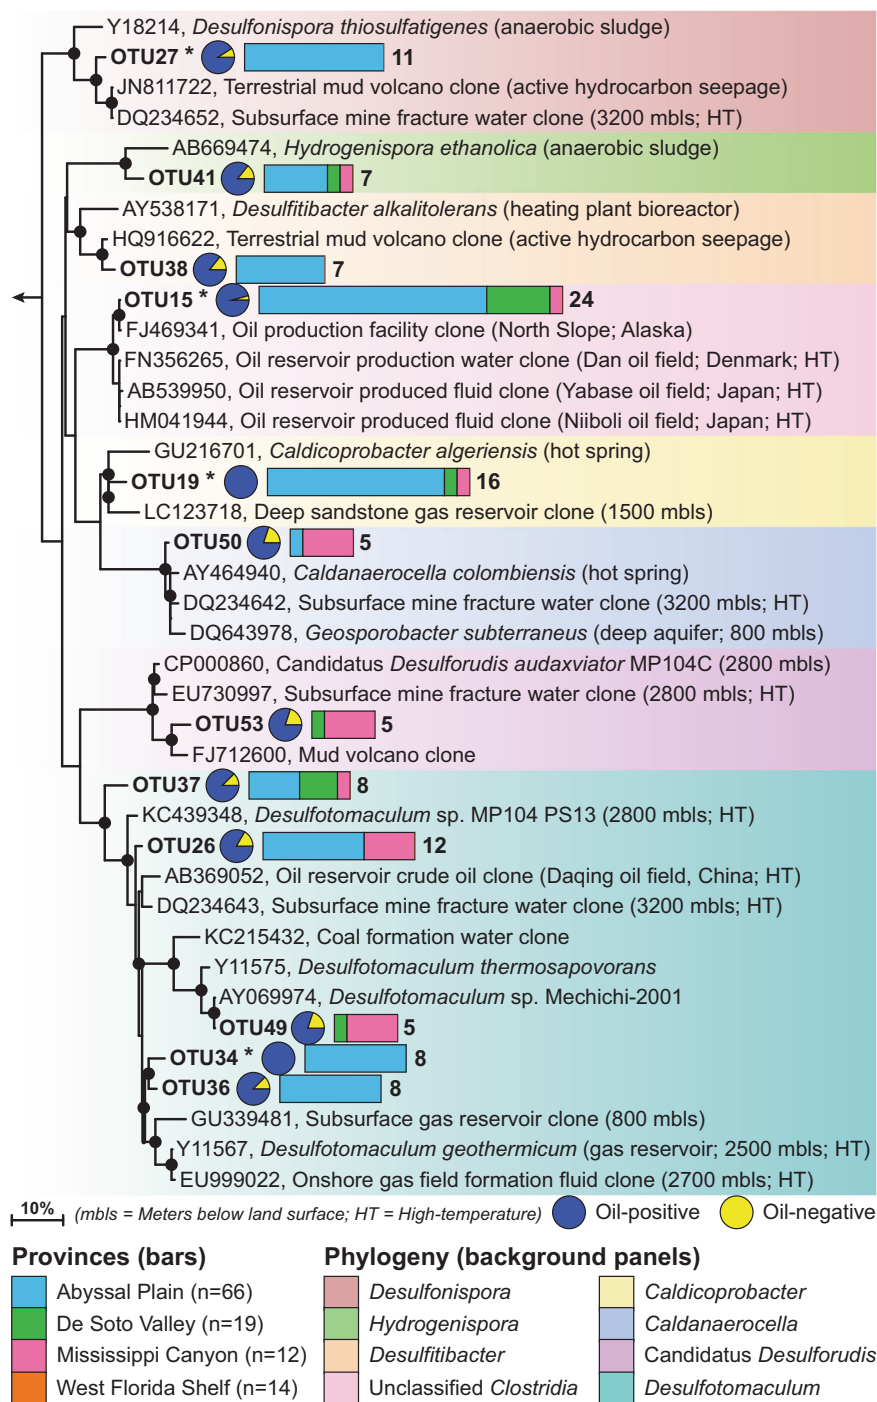 Y18214, Desulfonispora thiosulfatigenes (anaerobic sludge)
OTU27 * 11
JN811722, Terrestrial mud volcano clone (active hydrocarbon seepage)
DQ234652, Subsurface mine fracture water clone (3200 mbls; HT)
AB669474, Hydrogenispora ethanolica (anaerobic sludge)
OTU41 7
AY538171, Desulfitibacter alkalitolerans (heating plant bioreactor)
HQ916622, Terrestrial mud volcano clone (active hydrocarbon seepage)
OTU38 7
OTU15 * 24
FJ469341, Oil production facility clone (North Slope; Alaska)
FN356265, Oil reservoir production water clone (Dan oil field; Denmark; HT)
AB539950, Oil reservoir produced fluid clone (Yabase oil field; Japan; HT)
HM041944, Oil reservoir produced fluid clone (Niiboli oil field; Japan; HT)
GU216701, Caldicoprobacter algeriensis (hot spring)
OTU19 * 16
LC123718, Deep sandstone gas reservoir clone (1500 mbls)
OTU50 5
AY464940, Caldanaerocella colombiensis (hot spring)
DQ234642, Subsurface mine fracture water clone (3200 mbls; HT)
DQ643978, Geosporobacter subterraneus (deep aquifer; 800 mbls)
CP000860, Candidatus Desulforudis audaxviator MP104C (2800 mbls)
EU730997, Subsurface mine fracture water clone (2800 mbls; HT)
OTU53 5
FJ712600, Mud volcano clone
OTU37 8
KC439348, Desulfotomaculum sp. MP104 PS13 (2800 mbls; HT)
OTU26 12
AB369052, Oil reservoir crude oil clone (Daqing oil field, China; HT)
DQ234643, Subsurface mine fracture water clone (3200 mbls; HT)
KC215432, Coal formation water clone
Y11575, Desulfotomaculum thermosapovorans
AY069974, Desulfotomaculum sp. Mechichi-2001
OTU49 5
OTU34 * 8
OTU36 8
GU339481, Subsurface gas reservoir clone (800 mbls)
Y11567, Desulfotomaculum geothermicum (gas reservoir; 2500 mbls; HT)
EU999022, Onshore gas field formation fluid clone (2700 mbls; HT)
10% (mbls = Meters below land surface; HT = High-temperature) Oil-positive Oil-negative
Provinces (bars)
Abyssal Plain (n=66)
De Soto Valley (n=19)
Mississippi Canyon (n=12)
West Florida Shelf (n=14)
Phylogeny (background panels)
Desulfonispora
Hydrogenispora
Desulfitibacter
Unclassified Clostridia
Caldicoprobacter
Caldanaerocella
Candidatus Desulforudis
Desulfotomaculum